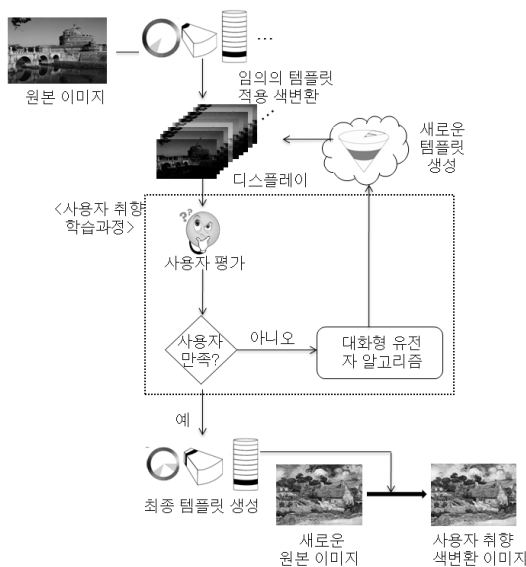 원본 이미지
임의의 템플릿
적용 색변환
...
...
새로운
템플릿
생성
디스플레이
<사용자 취향
학습과정>
??
사용자 평가
사용자
만족?
아니오
대화형 유전
자 알고리즘
예
최종 템플릿 생성
새로운
원본 이미지
사용자 취향
색변환 이미지